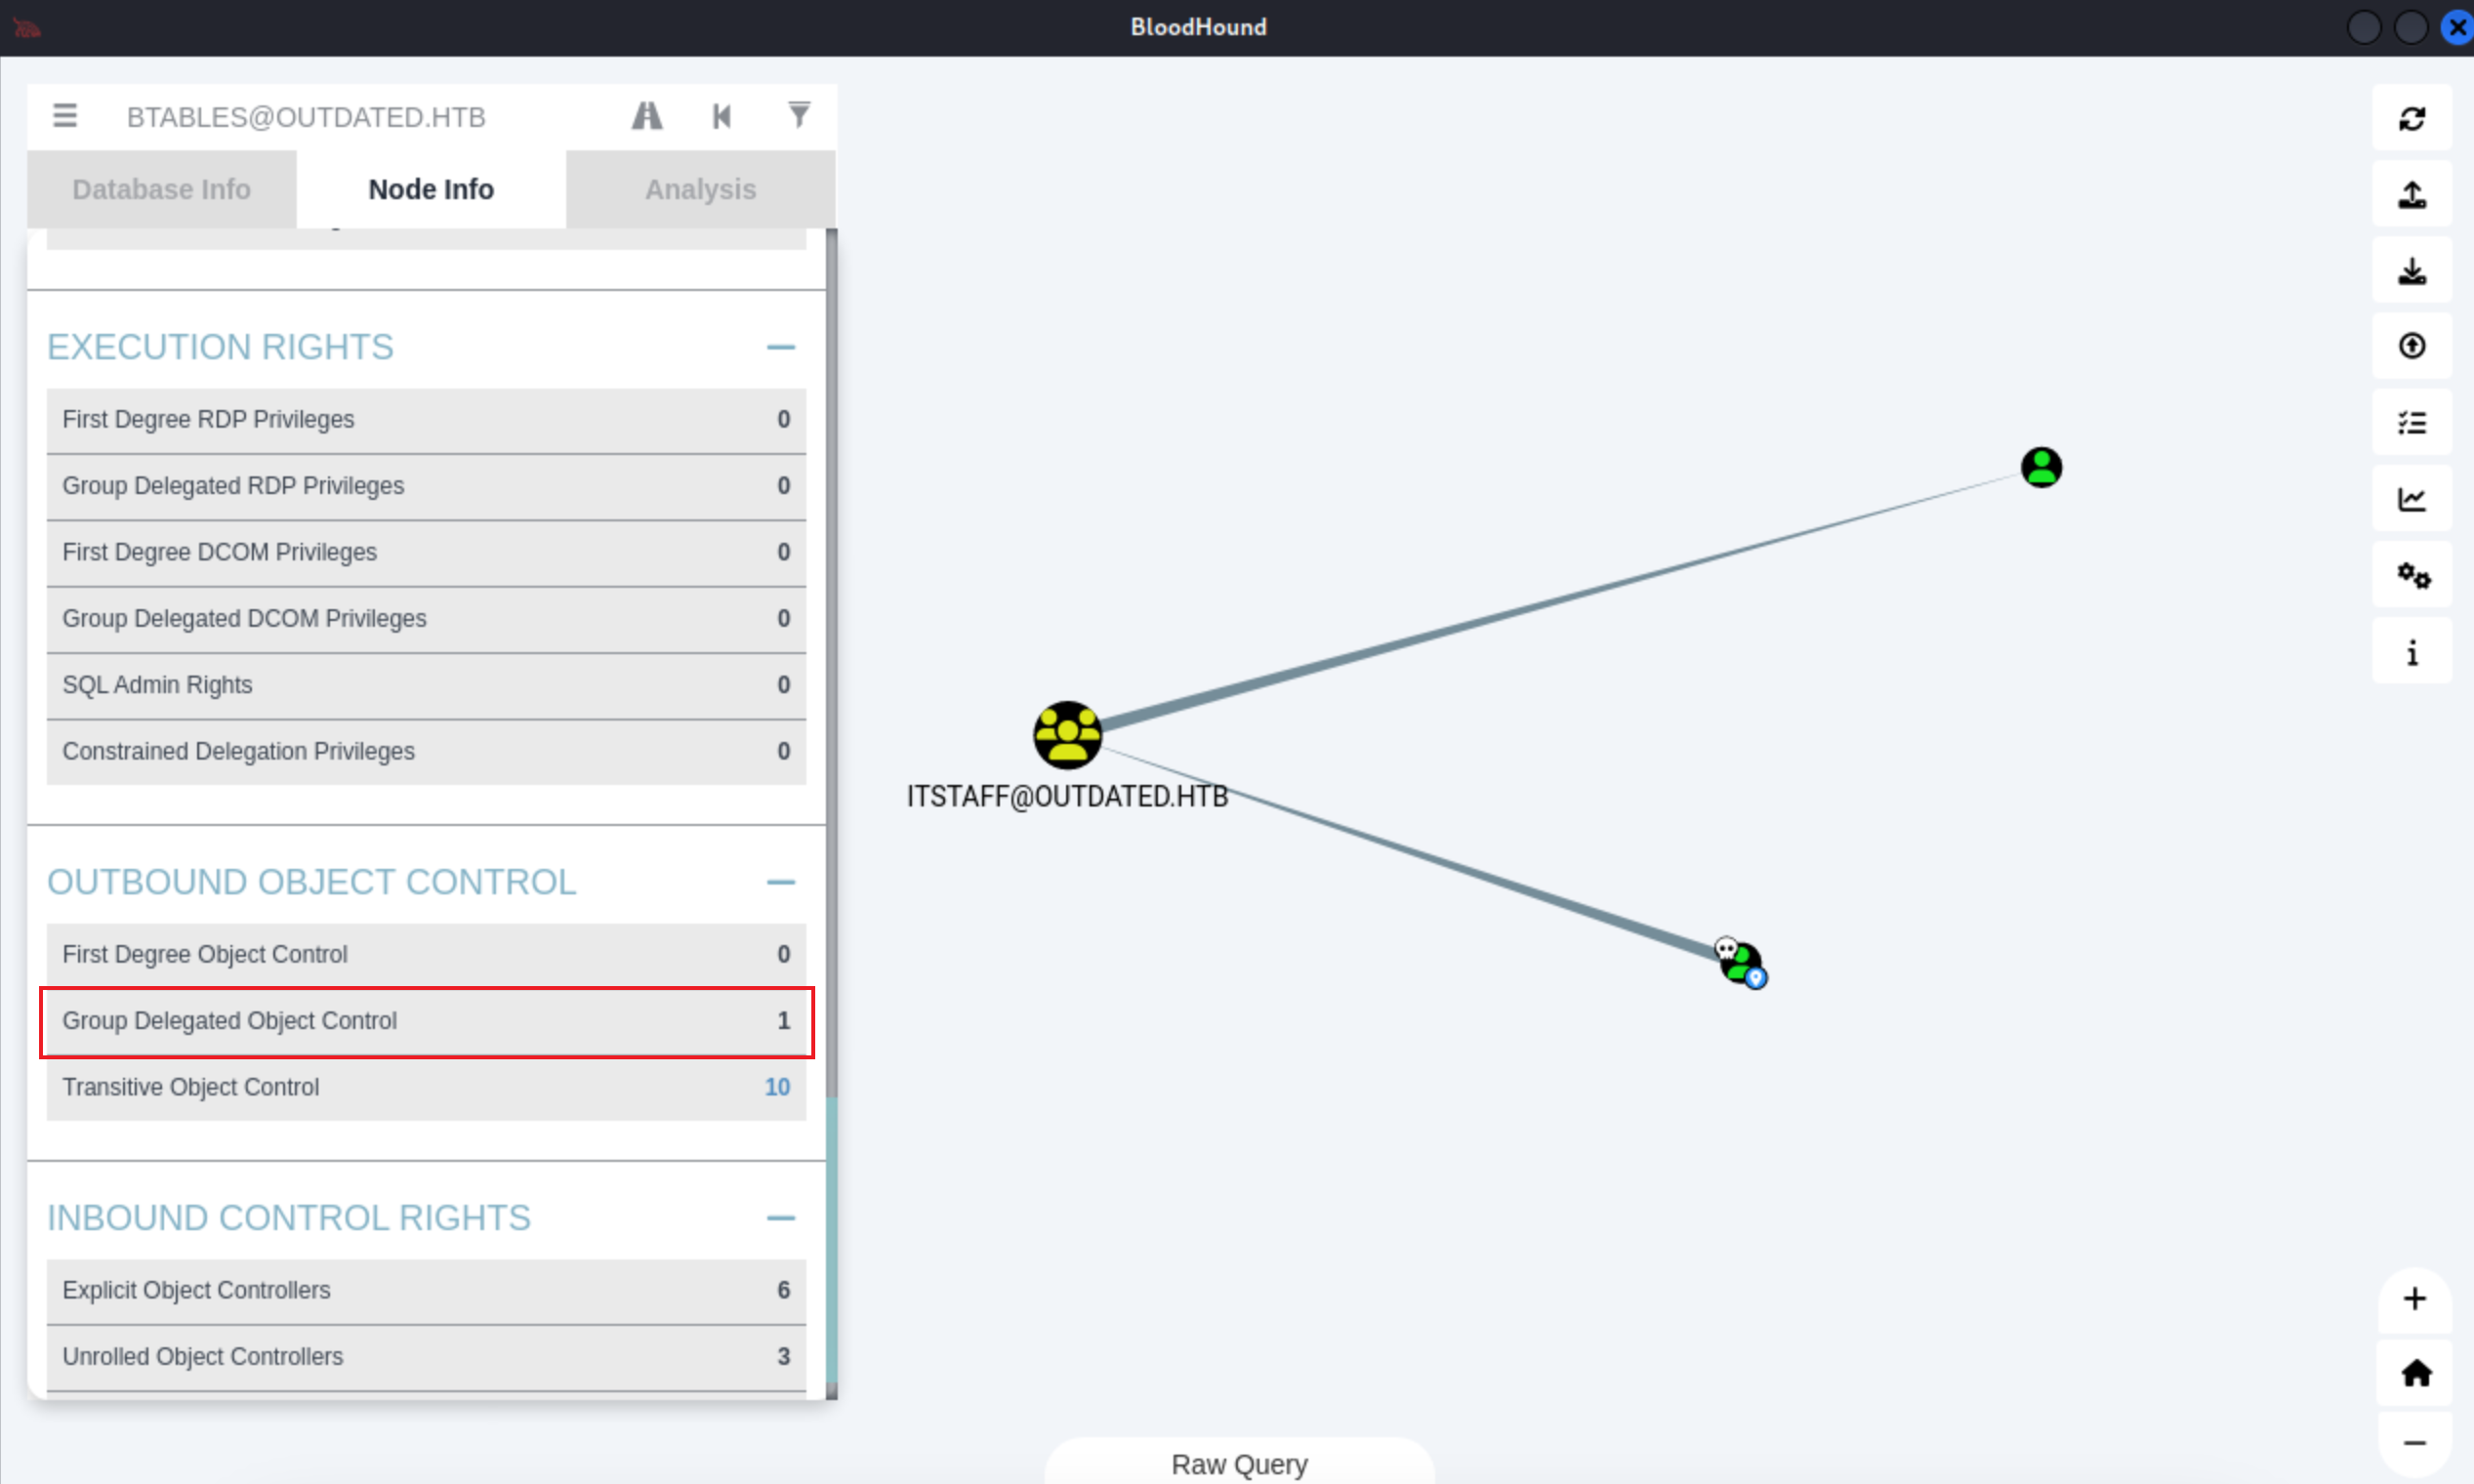 BloodHound
BTABLES@OUTDATED.HTB
Database Info
Node Info
Analysis
EXECUTION RIGHTS
First Degree RDP Privileges 0
Group Delegated RDP Privileges 0
First Degree DCOM Privileges 0
Group Delegated DCOM Privileges 0
SQL Admin Rights 0
Constrained Delegation Privileges 0
OUTBOUND OBJECT CONTROL
First Degree Object Control 0
Group Delegated Object Control 1
Transitive Object Control 10
INBOUND CONTROL RIGHTS
Explicit Object Controllers 6
Unrolled Object Controllers 3
ITSTAFF@OUTDATED.HTB
Raw Query